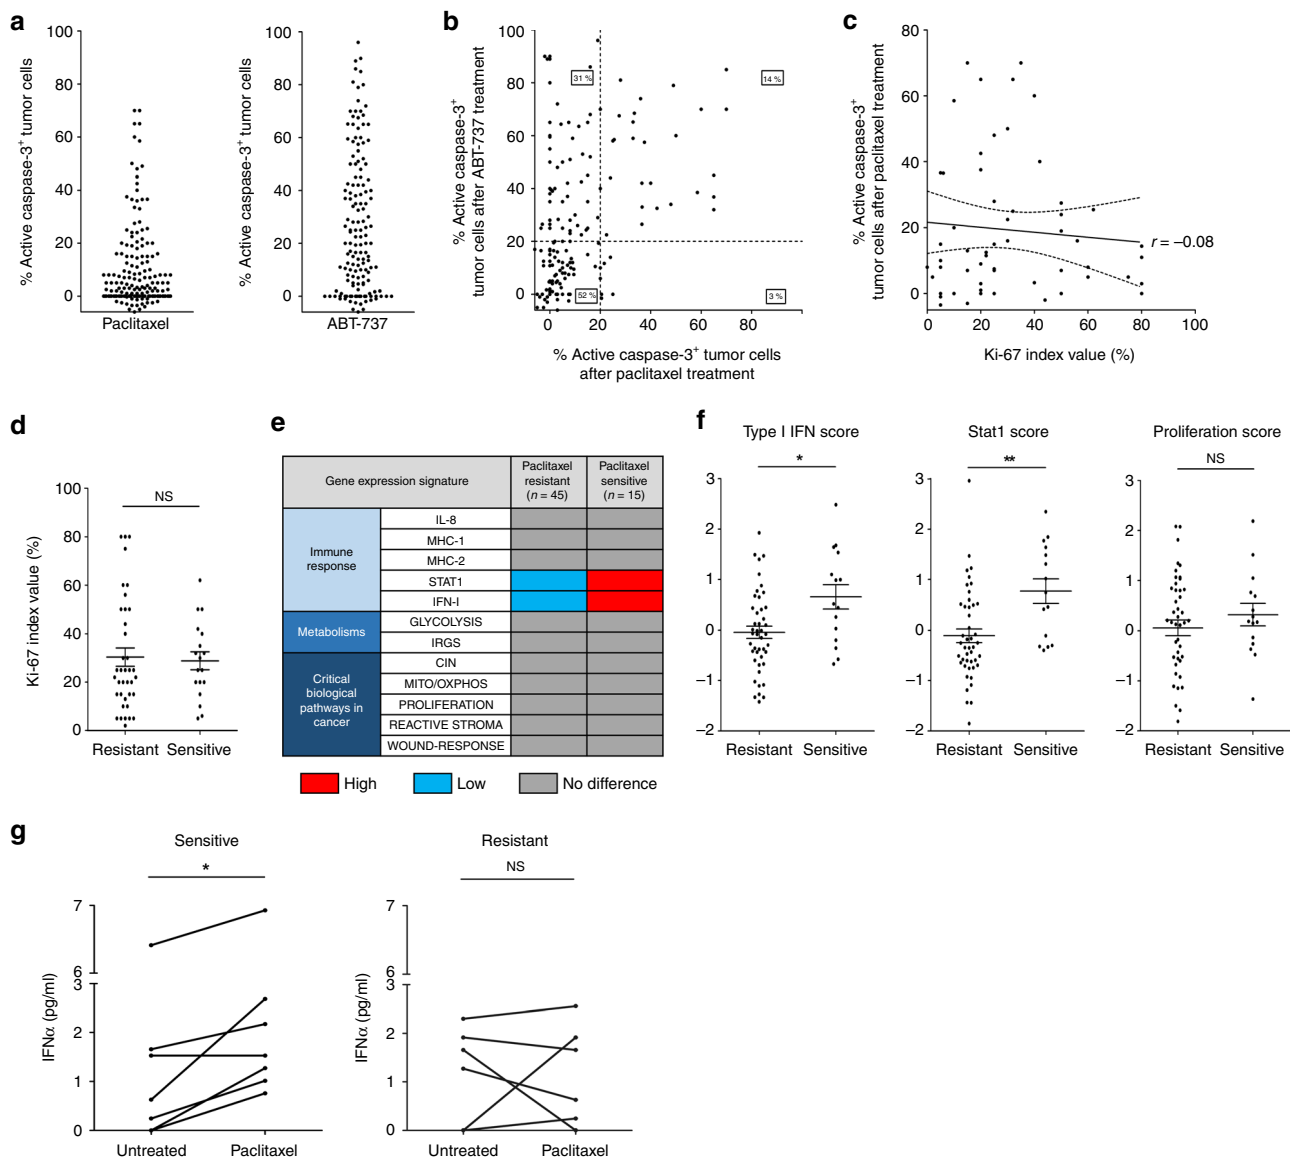 a
% Active caspase-3+ tumor cells
100
80
60
40
20
0
Paclitaxel
% Active caspase-3+ tumor cells
100
80
60
40
20
0
ABT-737
b
% Active caspase-3+
tumor cells after ABT-737 treatment
100
80
60
40
20
0
31 %
14 %
52 %
3 %
0
20
40
60
80
% Active caspase-3+ tumor cells
after paclitaxel treatment
c
% Active caspase-3+
tumor cells after paclitaxel treatment
80
60
40
20
0
r = −0.08
0
20
40
60
80
100
Ki-67 index value (%)
d
Ki-67 index value (%)
100
80
60
40
20
0
NS
Resistant
Sensitive
e
Gene expression signature
Paclitaxel
resistant
(n = 45)
Paclitaxel
sensitive
(n = 15)
Immune
response
IL-8
MHC-1
MHC-2
STAT1
IFN-I
Metabolisms
GLYCOLYSIS
IRGS
Critical
biological
pathways in
cancer
CIN
MITO/OXPHOS
PROLIFERATION
REACTIVE STROMA
WOUND-RESPONSE
High
Low
No difference
f
Type I IFN score
*
3
2
1
0
−1
−2
Resistant
Sensitive
Stat1 score
**
3
2
1
0
−1
−2
Resistant
Sensitive
Proliferation score
NS
3
2
1
0
−1
−2
Resistant
Sensitive
g
Sensitive
*
IFNα (pg/ml)
7
6
3
2
1
0
Untreated
Paclitaxel
Resistant
NS
IFNα (pg/ml)
7
6
3
2
1
0
Untreated
Paclitaxel